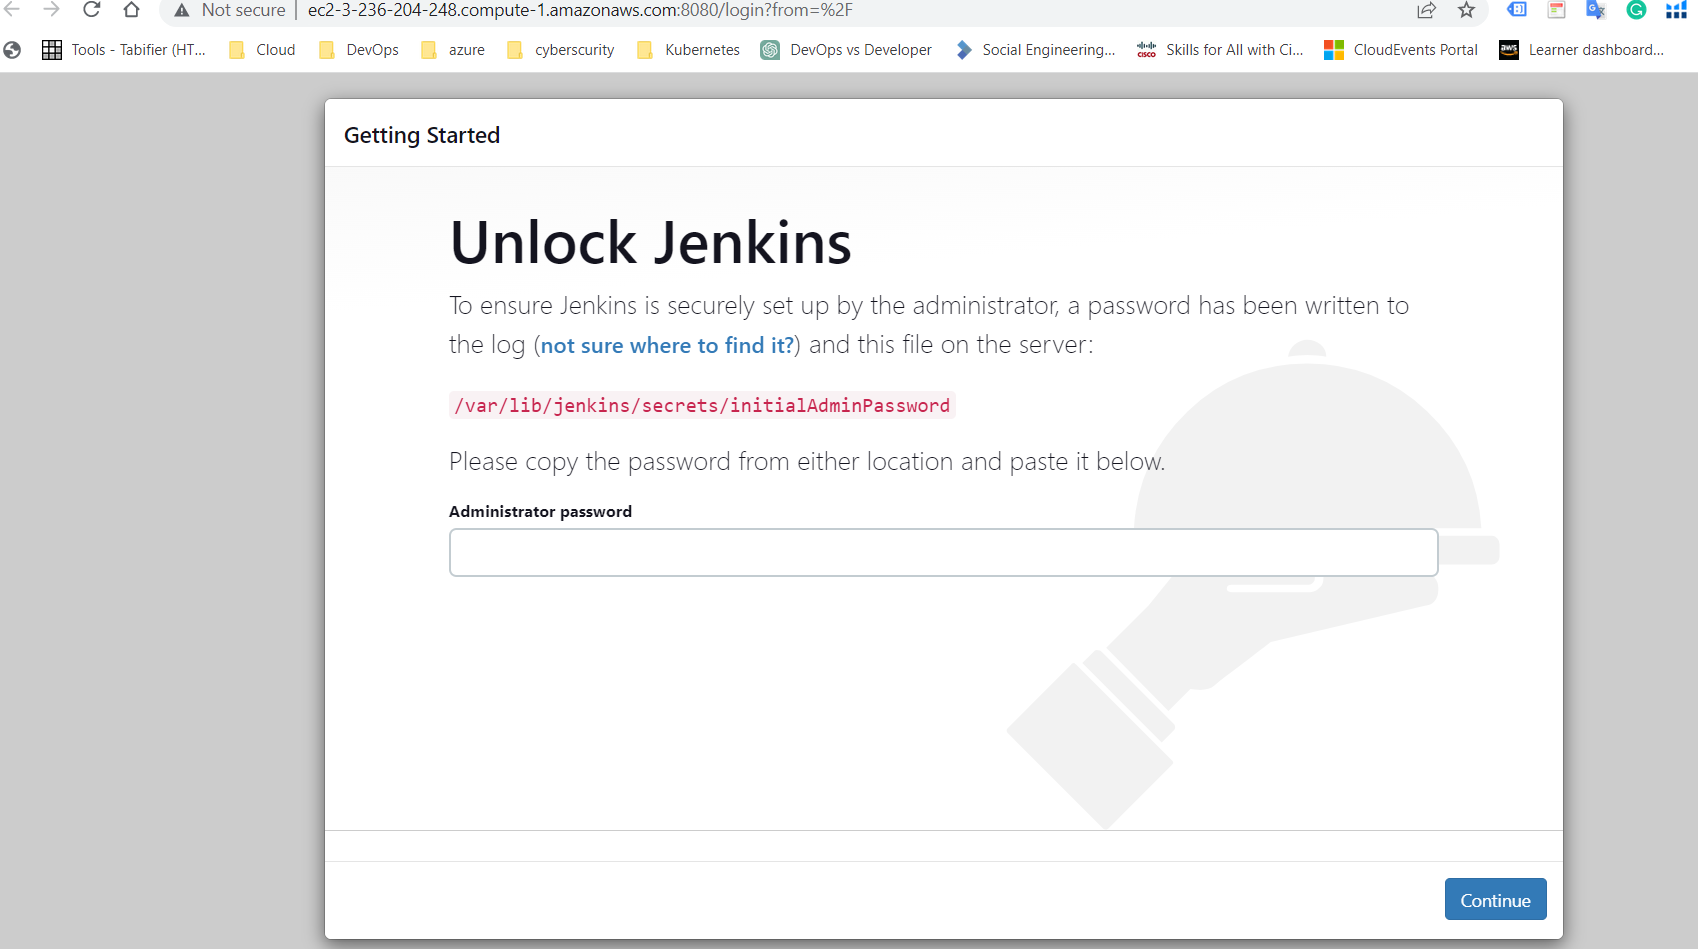 Not secure | ec2-3-236-204-248.compute-1.amazonaws.com:8080/login?from=%2F
Tools - Tabifier (HT... Cloud DevOps azure cyberscurity Kubernetes DevOps vs Developer Social Engineering... Skills for All with Ci... CloudEvents Portal Learner dashboard...
Getting Started
Unlock Jenkins
To ensure Jenkins is securely set up by the administrator, a password has been written to
the log (not sure where to find it?) and this file on the server:
/var/lib/jenkins/secrets/initialAdminPassword
Please copy the password from either location and paste it below.
Administrator password
Continue